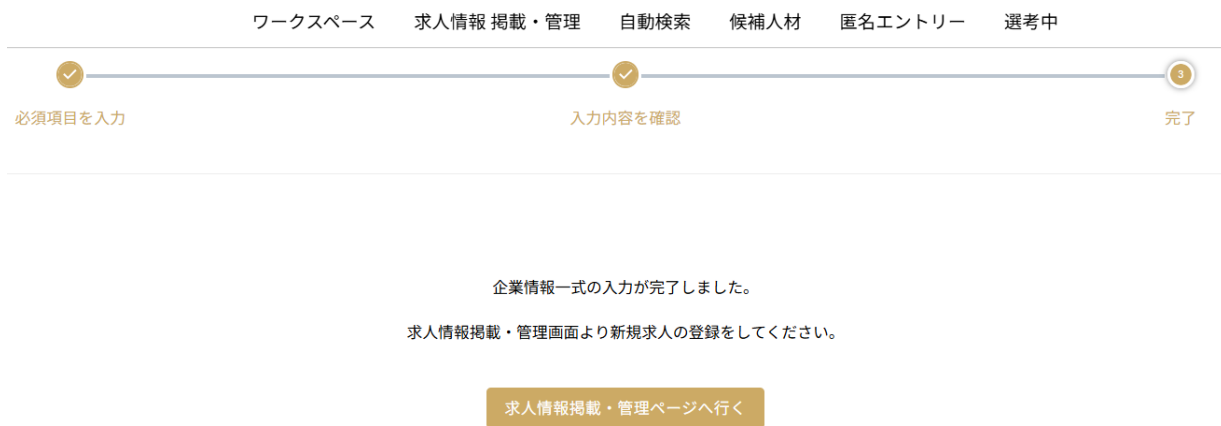 ワークスペース 求人情報 掲載・管理 自動検索 候補人材 匿名エントリー 選考中
3
必須項目を入力 入力内容を確認 完了
企業情報一式の入力が完了しました。
求人情報掲載・管理画面より新規求人の登録をしてください。
求人情報掲載・管理ページへ行く